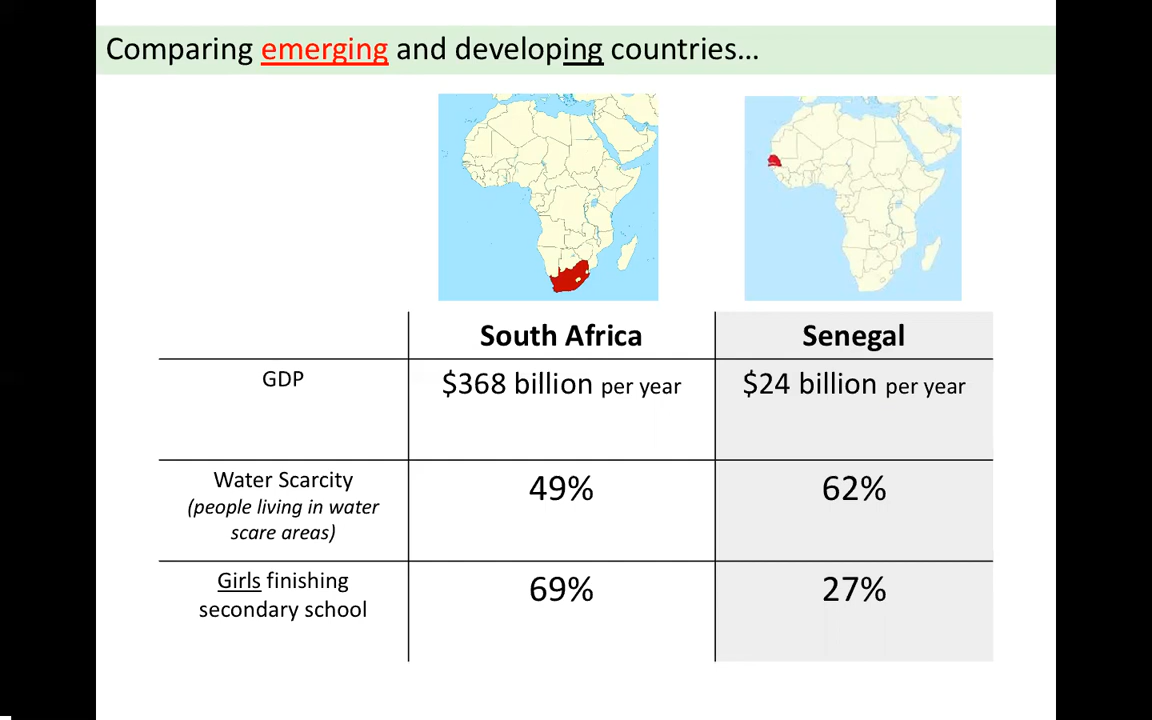 Comparing emerging and developing countries...
South Africa
Senegal
GDP
$368 billion per year
$24 billion per year
Water Scarcity
(people living in water
scare areas)
49%
62%
Girls finishing
secondary school
69%
27%